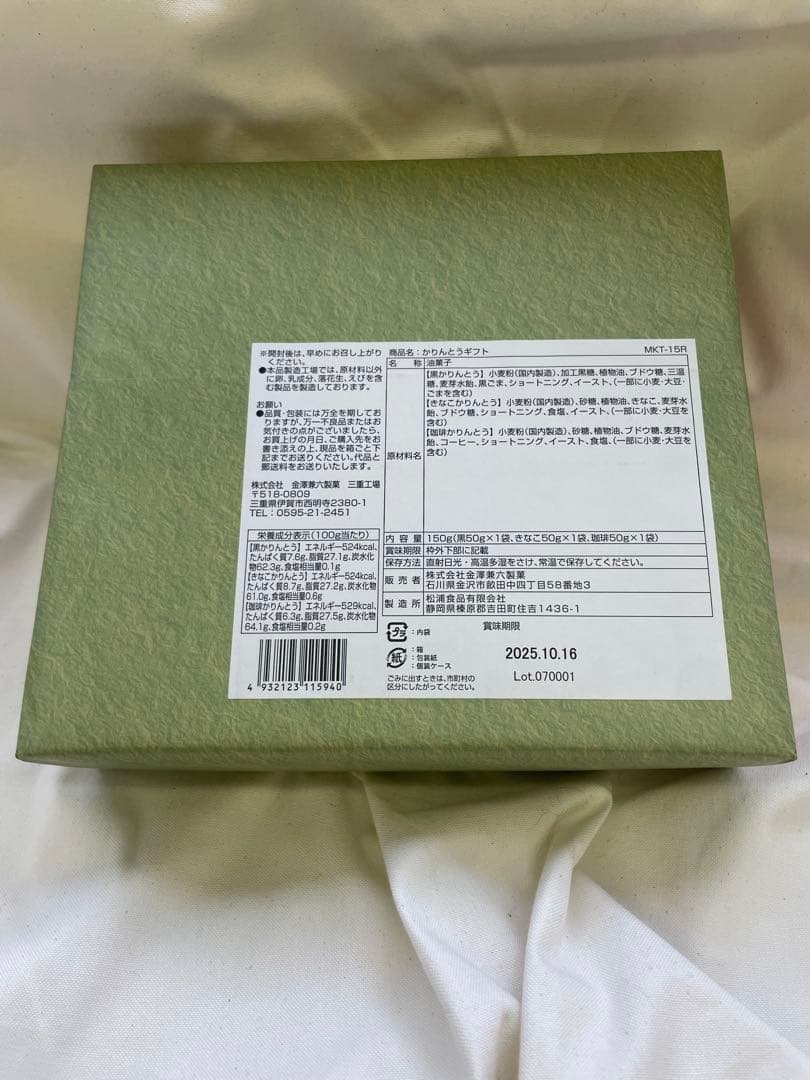 ※開封後は、早めにお召し上がり
ください。
●本品製造工場では、原材料以外
に卵、乳成分、落花生、えびを含
む製品を製造しております。
お願い
●品質・包装には万全を期しており
ますが、万一不良品またはお
気付きの点がございましたら、
お買上げの月日、ご購入先をお
書き添えの上、現品を箱ごと下
記までお送りください。代品と
郵送料をお送りいたします。
株式会社 金澤兼六製菓 三重工場
〒518-0809
三重県伊賀市西明寺2380-1
TEL：0595-21-2451
栄養成分表示（100g当たり）
【黒かりんとう】エネルギー524kcal、
たんぱく質7.6g、脂質27.1g、炭水化
物62.3g、食塩相当量0.1g
【きなこかりんとう】エネルギー524kcal、
たんぱく質8.7g、脂質27.2g、炭水化物
61.0g、食塩相当量0.6g
【珈琲かりんとう】エネルギー529kcal、
たんぱく質6.3g、脂質27.5g、炭水化物
64.1g、食塩相当量0.2g
4 932123 115940
商品名：かりんとうギフト MKT-15R
名 称 油菓子
原材料名
【黒かりんとう】小麦粉（国内製造）、加工黒糖、植物油、ブドウ糖、三温
糖、麦芽水飴、黒ごま、ショートニング、イースト、（一部に小麦・大豆・
ごまを含む）
【きなこかりんとう】小麦粉（国内製造）、砂糖、植物油、きなこ、麦芽水
飴、ブドウ糖、ショートニング、食塩、イースト、（一部に小麦・大豆を
含む）
【珈琲かりんとう】小麦粉（国内製造）、砂糖、植物油、ブドウ糖、麦芽水
飴、コーヒー、ショートニング、イースト、食塩、（一部に小麦・大豆を
含む）
内 容 量 150g（黒50g×1袋、きなこ50g×1袋、珈琲50g×1袋）
賞味期限 枠外下部に記載
保存方法 直射日光・高温多湿をさけ、常温で保存してください。
販 売 者 株式会社金澤兼六製菓
石川県金沢市畝田中四丁目58番地3
製 造 所 松浦食品有限会社
静岡県榛原郡吉田町住吉1436-1
プラ ：内袋
紙 ：箱
：包装紙
：個装ケース
ごみに出すときは、市町村の
区分にしたがってください。
賞味期限
2025.10.16
Lot.070001